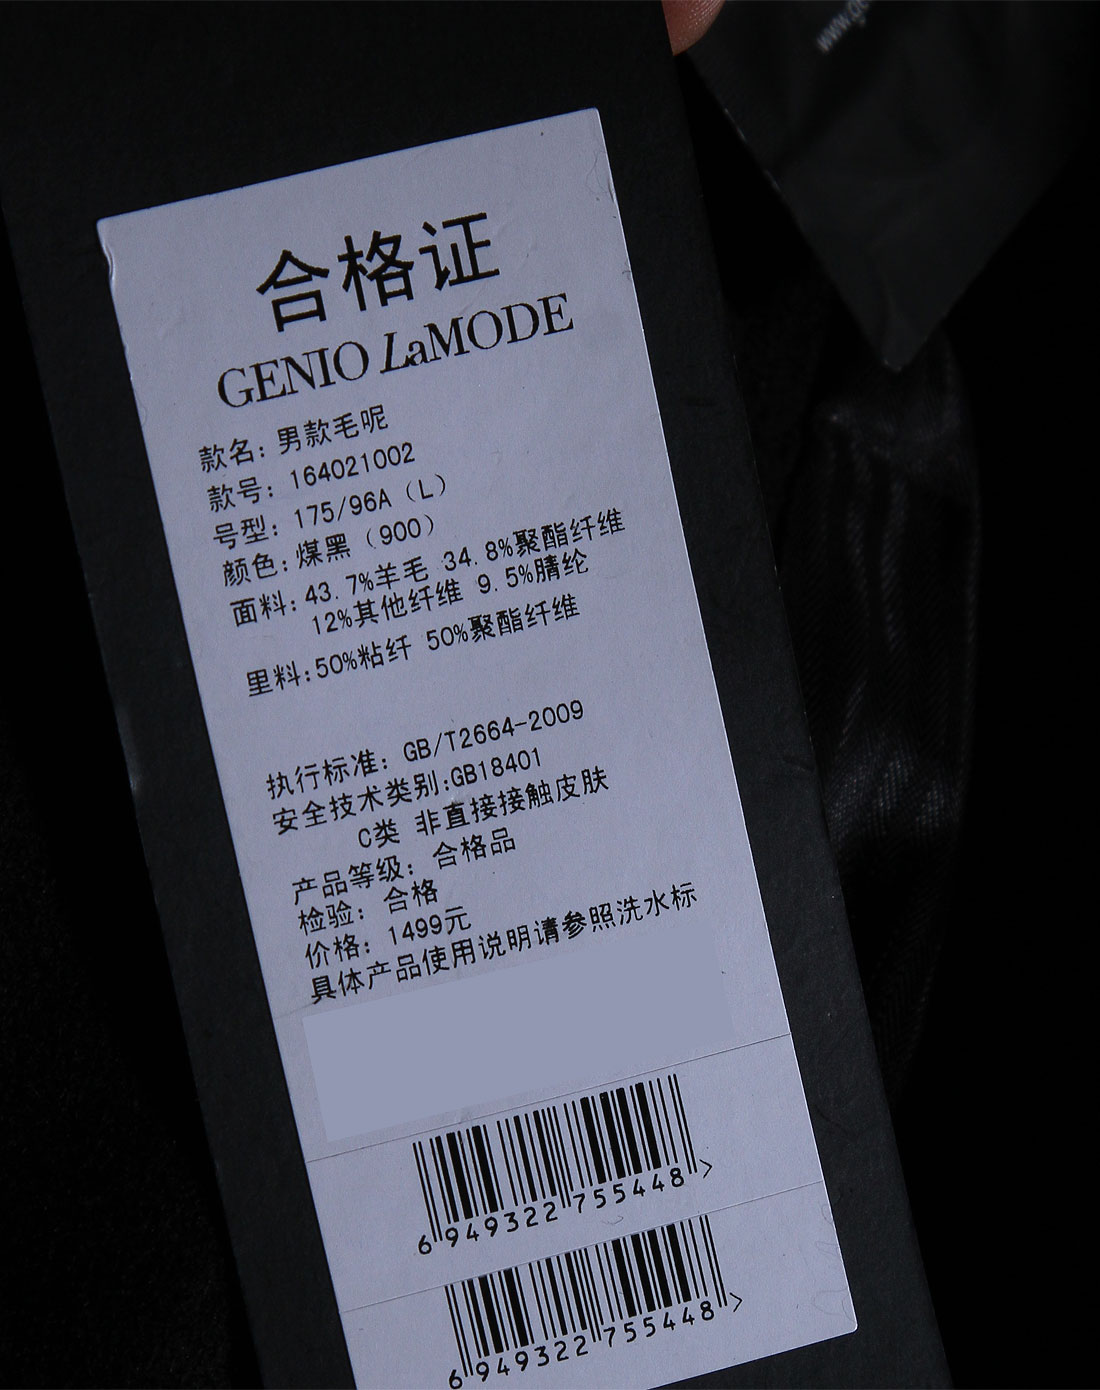 合格证
GENIO LaMODE
款名: 男款毛呢
款号: 164021002
号型: 175/96A (L)
颜色: 煤黑 (900)
面料: 43.7%羊毛 34.8%聚酯纤维
12%其他纤维 9.5%腈纶
里料:50%粘纤 50%聚酯纤维
执行标准: GB/T2664-2009
安全技术类别:GB18401
C类 非直接接触皮肤
产品等级: 合格品
检验: 合格
价格: 1499元
具体产品使用说明请参照洗水标
6 949322 755448 >
6 949322 755448 >